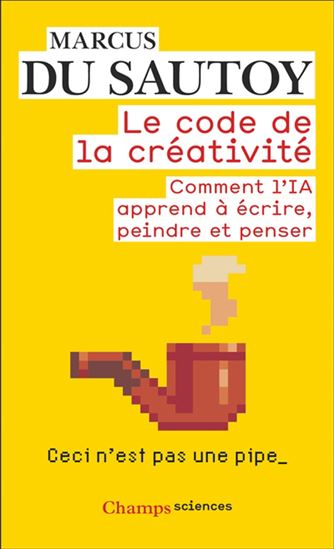 MARCUS
DU SAUTOY
Le code de
la créativité
Comment l'IA
apprend à écrire,
peindre et penser
Ceci n'est pas une pipe_
Champs sciences